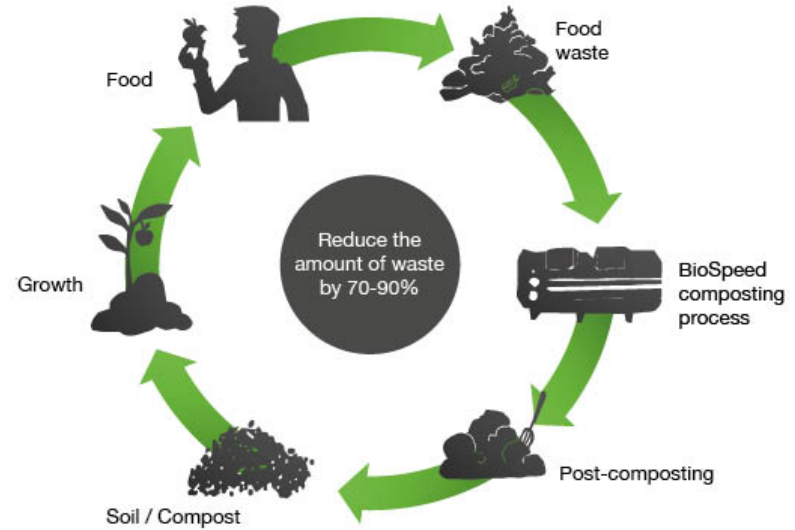 Food
waste
Food
Reduce the
amount of waste
by 70-90%
BioSpeed
composting
process
Growth
Post-composting
Soil / Compost